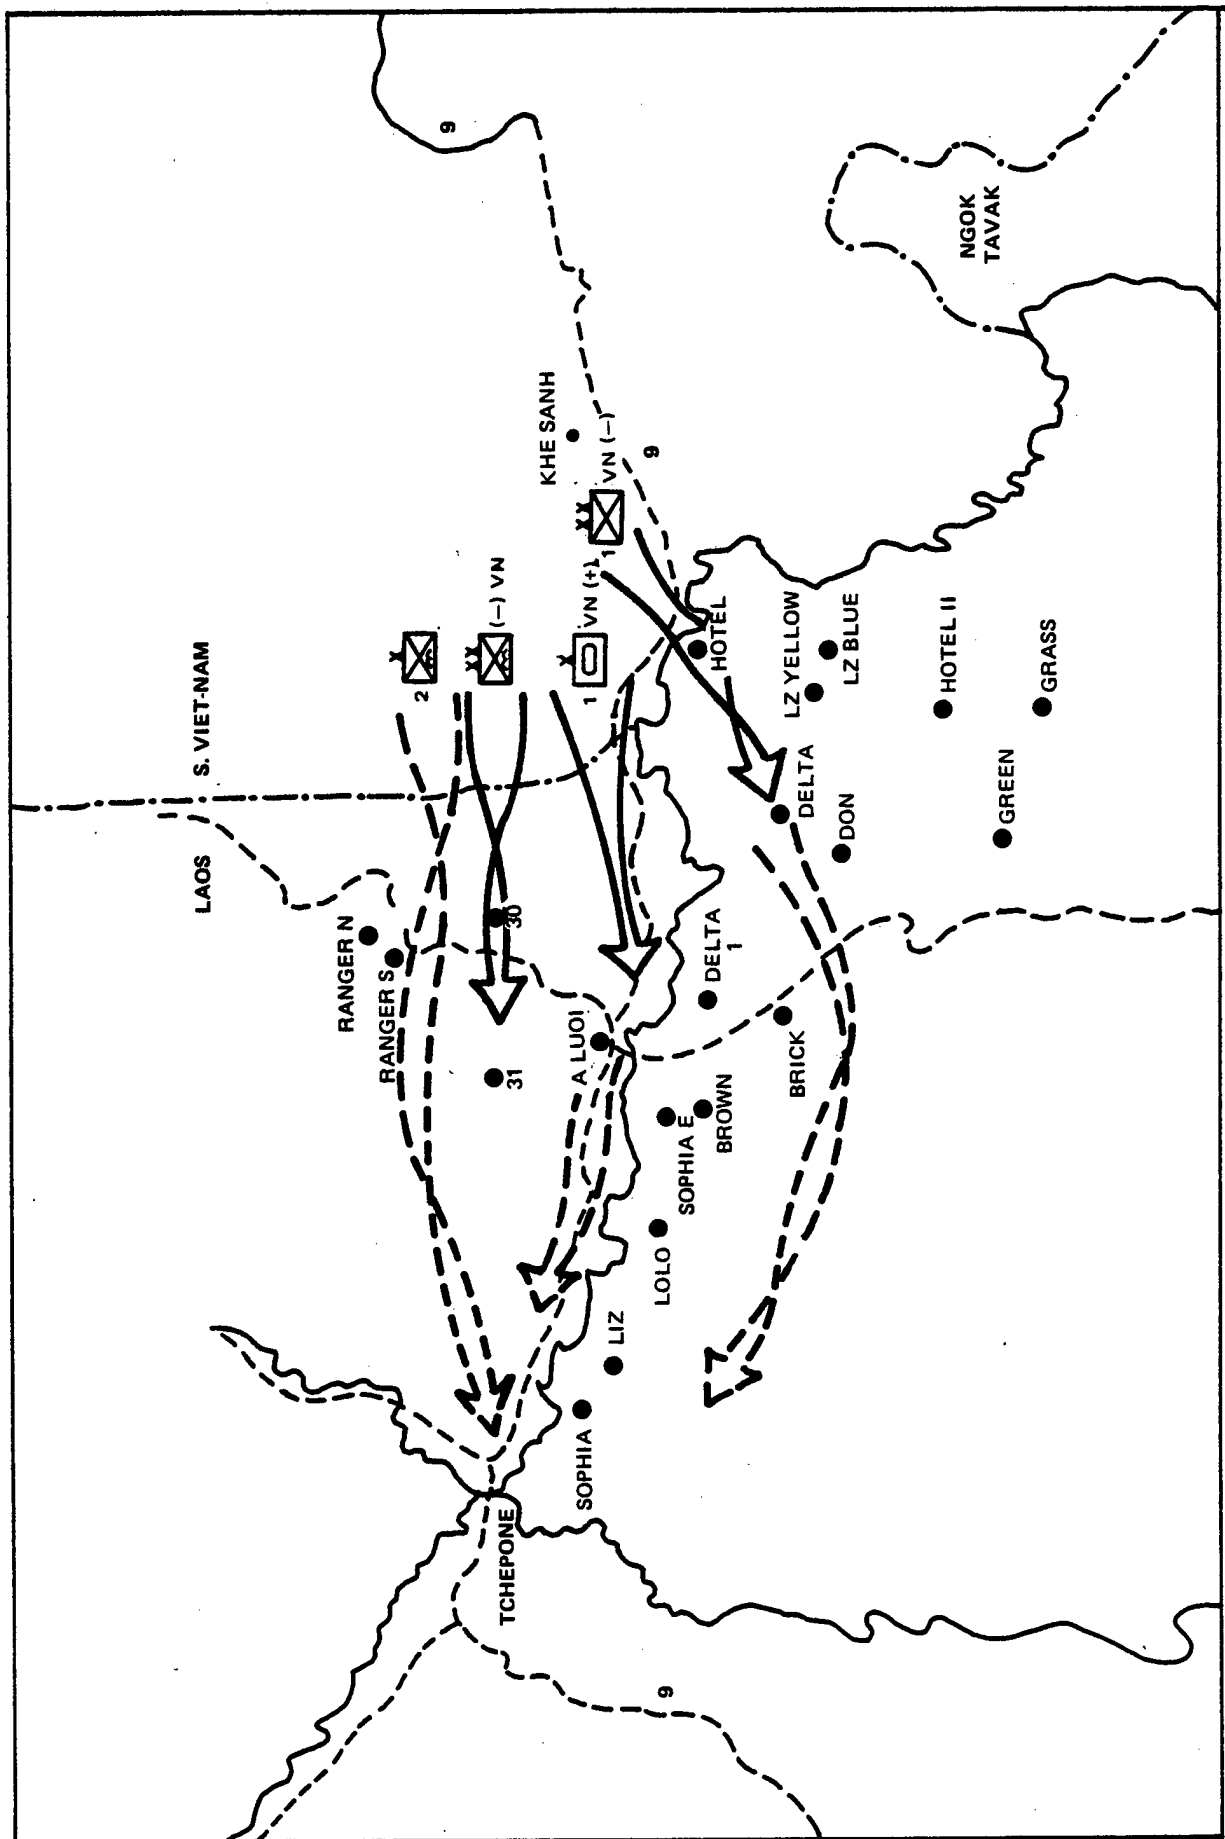 LAOS
S. VIET-NAM
RANGER N
RANGER S
2
X
XX
(−) VN
30
31
X
1
VN (+)
XX
1
VN (−)
KHE SANH
9
9
A LUOI
TCHEPONE
9
SOPHIA
LIZ
LOLO
SOPHIA E
BROWN
DELTA
1
BRICK
HOTEL
DELTA
DON
LZ YELLOW
LZ BLUE
HOTEL II
GREEN
GRASS
NGOK
TAVAK